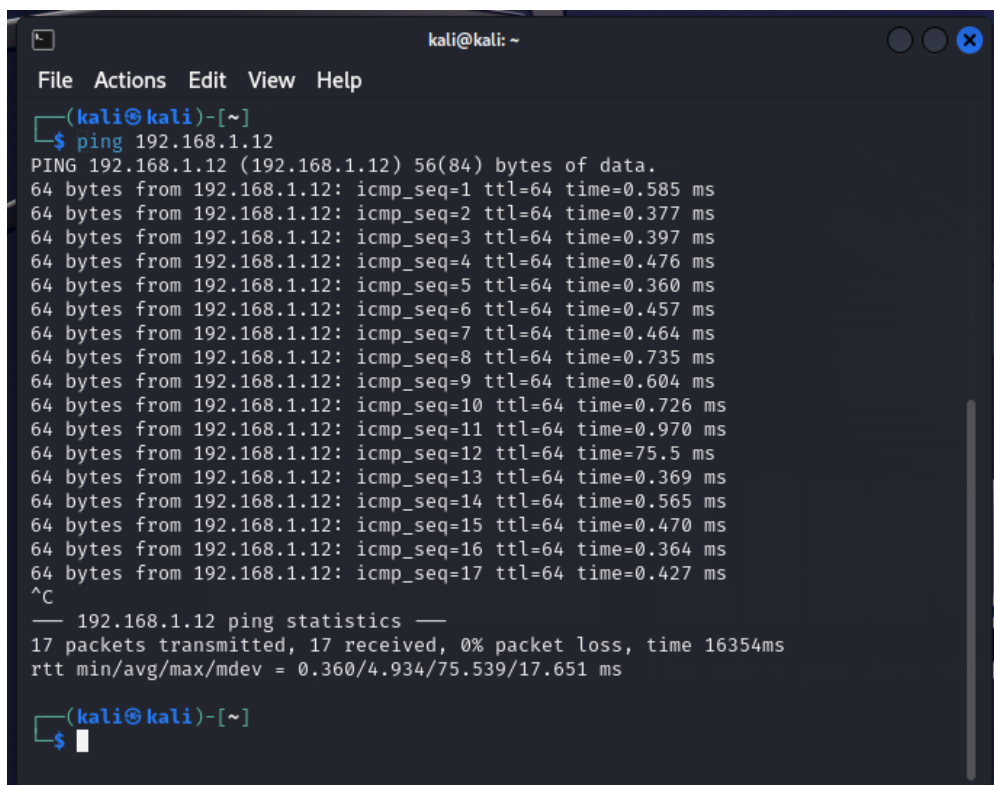 kali@kali: ~
File Actions Edit View Help
┌──(kali㉿kali)-[~]
└─$ ping 192.168.1.12
PING 192.168.1.12 (192.168.1.12) 56(84) bytes of data.
64 bytes from 192.168.1.12: icmp_seq=1 ttl=64 time=0.585 ms
64 bytes from 192.168.1.12: icmp_seq=2 ttl=64 time=0.377 ms
64 bytes from 192.168.1.12: icmp_seq=3 ttl=64 time=0.397 ms
64 bytes from 192.168.1.12: icmp_seq=4 ttl=64 time=0.476 ms
64 bytes from 192.168.1.12: icmp_seq=5 ttl=64 time=0.360 ms
64 bytes from 192.168.1.12: icmp_seq=6 ttl=64 time=0.457 ms
64 bytes from 192.168.1.12: icmp_seq=7 ttl=64 time=0.464 ms
64 bytes from 192.168.1.12: icmp_seq=8 ttl=64 time=0.735 ms
64 bytes from 192.168.1.12: icmp_seq=9 ttl=64 time=0.604 ms
64 bytes from 192.168.1.12: icmp_seq=10 ttl=64 time=0.726 ms
64 bytes from 192.168.1.12: icmp_seq=11 ttl=64 time=0.970 ms
64 bytes from 192.168.1.12: icmp_seq=12 ttl=64 time=75.5 ms
64 bytes from 192.168.1.12: icmp_seq=13 ttl=64 time=0.369 ms
64 bytes from 192.168.1.12: icmp_seq=14 ttl=64 time=0.565 ms
64 bytes from 192.168.1.12: icmp_seq=15 ttl=64 time=0.470 ms
64 bytes from 192.168.1.12: icmp_seq=16 ttl=64 time=0.364 ms
64 bytes from 192.168.1.12: icmp_seq=17 ttl=64 time=0.427 ms
^C
--- 192.168.1.12 ping statistics ---
17 packets transmitted, 17 received, 0% packet loss, time 16354ms
rtt min/avg/max/mdev = 0.360/4.934/75.539/17.651 ms
┌──(kali㉿kali)-[~]
└─$